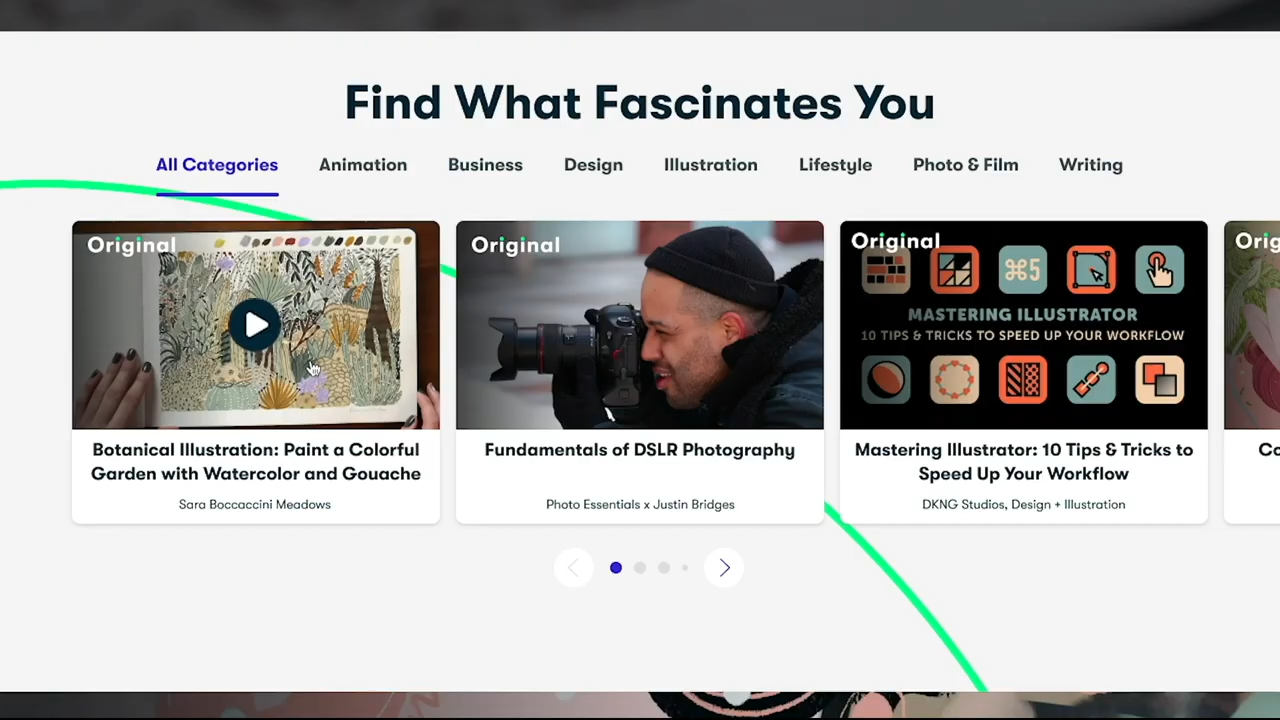 Find What Fascinates You
All Categories
Animation
Business
Design
Illustration
Lifestyle
Photo & Film
Writing
Original
Botanical Illustration: Paint a Colorful
Garden with Watercolor and Gouache
Sara Boccaccini Meadows
Original
Fundamentals of DSLR Photography
Photo Essentials x Justin Bridges
Original
⌘5
MASTERING ILLUSTRATOR
10 TIPS & TRICKS TO SPEED UP YOUR WORKFLOW
Mastering Illustrator: 10 Tips & Tricks to
Speed Up Your Workflow
DKNG Studios, Design + Illustration
Orig
Co